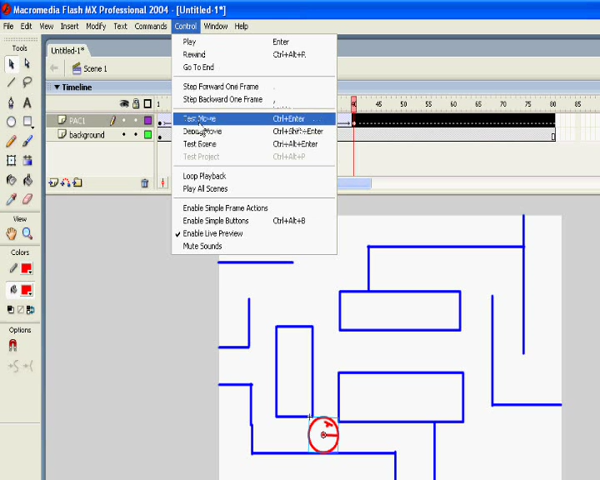 Macromedia Flash MX Professional 2004 - [Untitled-1*]
File Edit View Insert Modify Text Commands Control Window Help
Tools
Untitled-1*
Scene 1
Timeline
1
40 45 50 55 60 65 70 75 80 85
PAC1
background
View
Colors
Options
Play Enter
Rewind Ctrl+Alt+R
Go To End
Step Forward One Frame .
Step Backward One Frame ,
Test Movie Ctrl+Enter
Debug Movie Ctrl+Shift+Enter
Test Scene Ctrl+Alt+Enter
Test Project Ctrl+Alt+P
Loop Playback
Play All Scenes
Enable Simple Frame Actions
Enable Simple Buttons Ctrl+Alt+B
Enable Live Preview
Mute Sounds